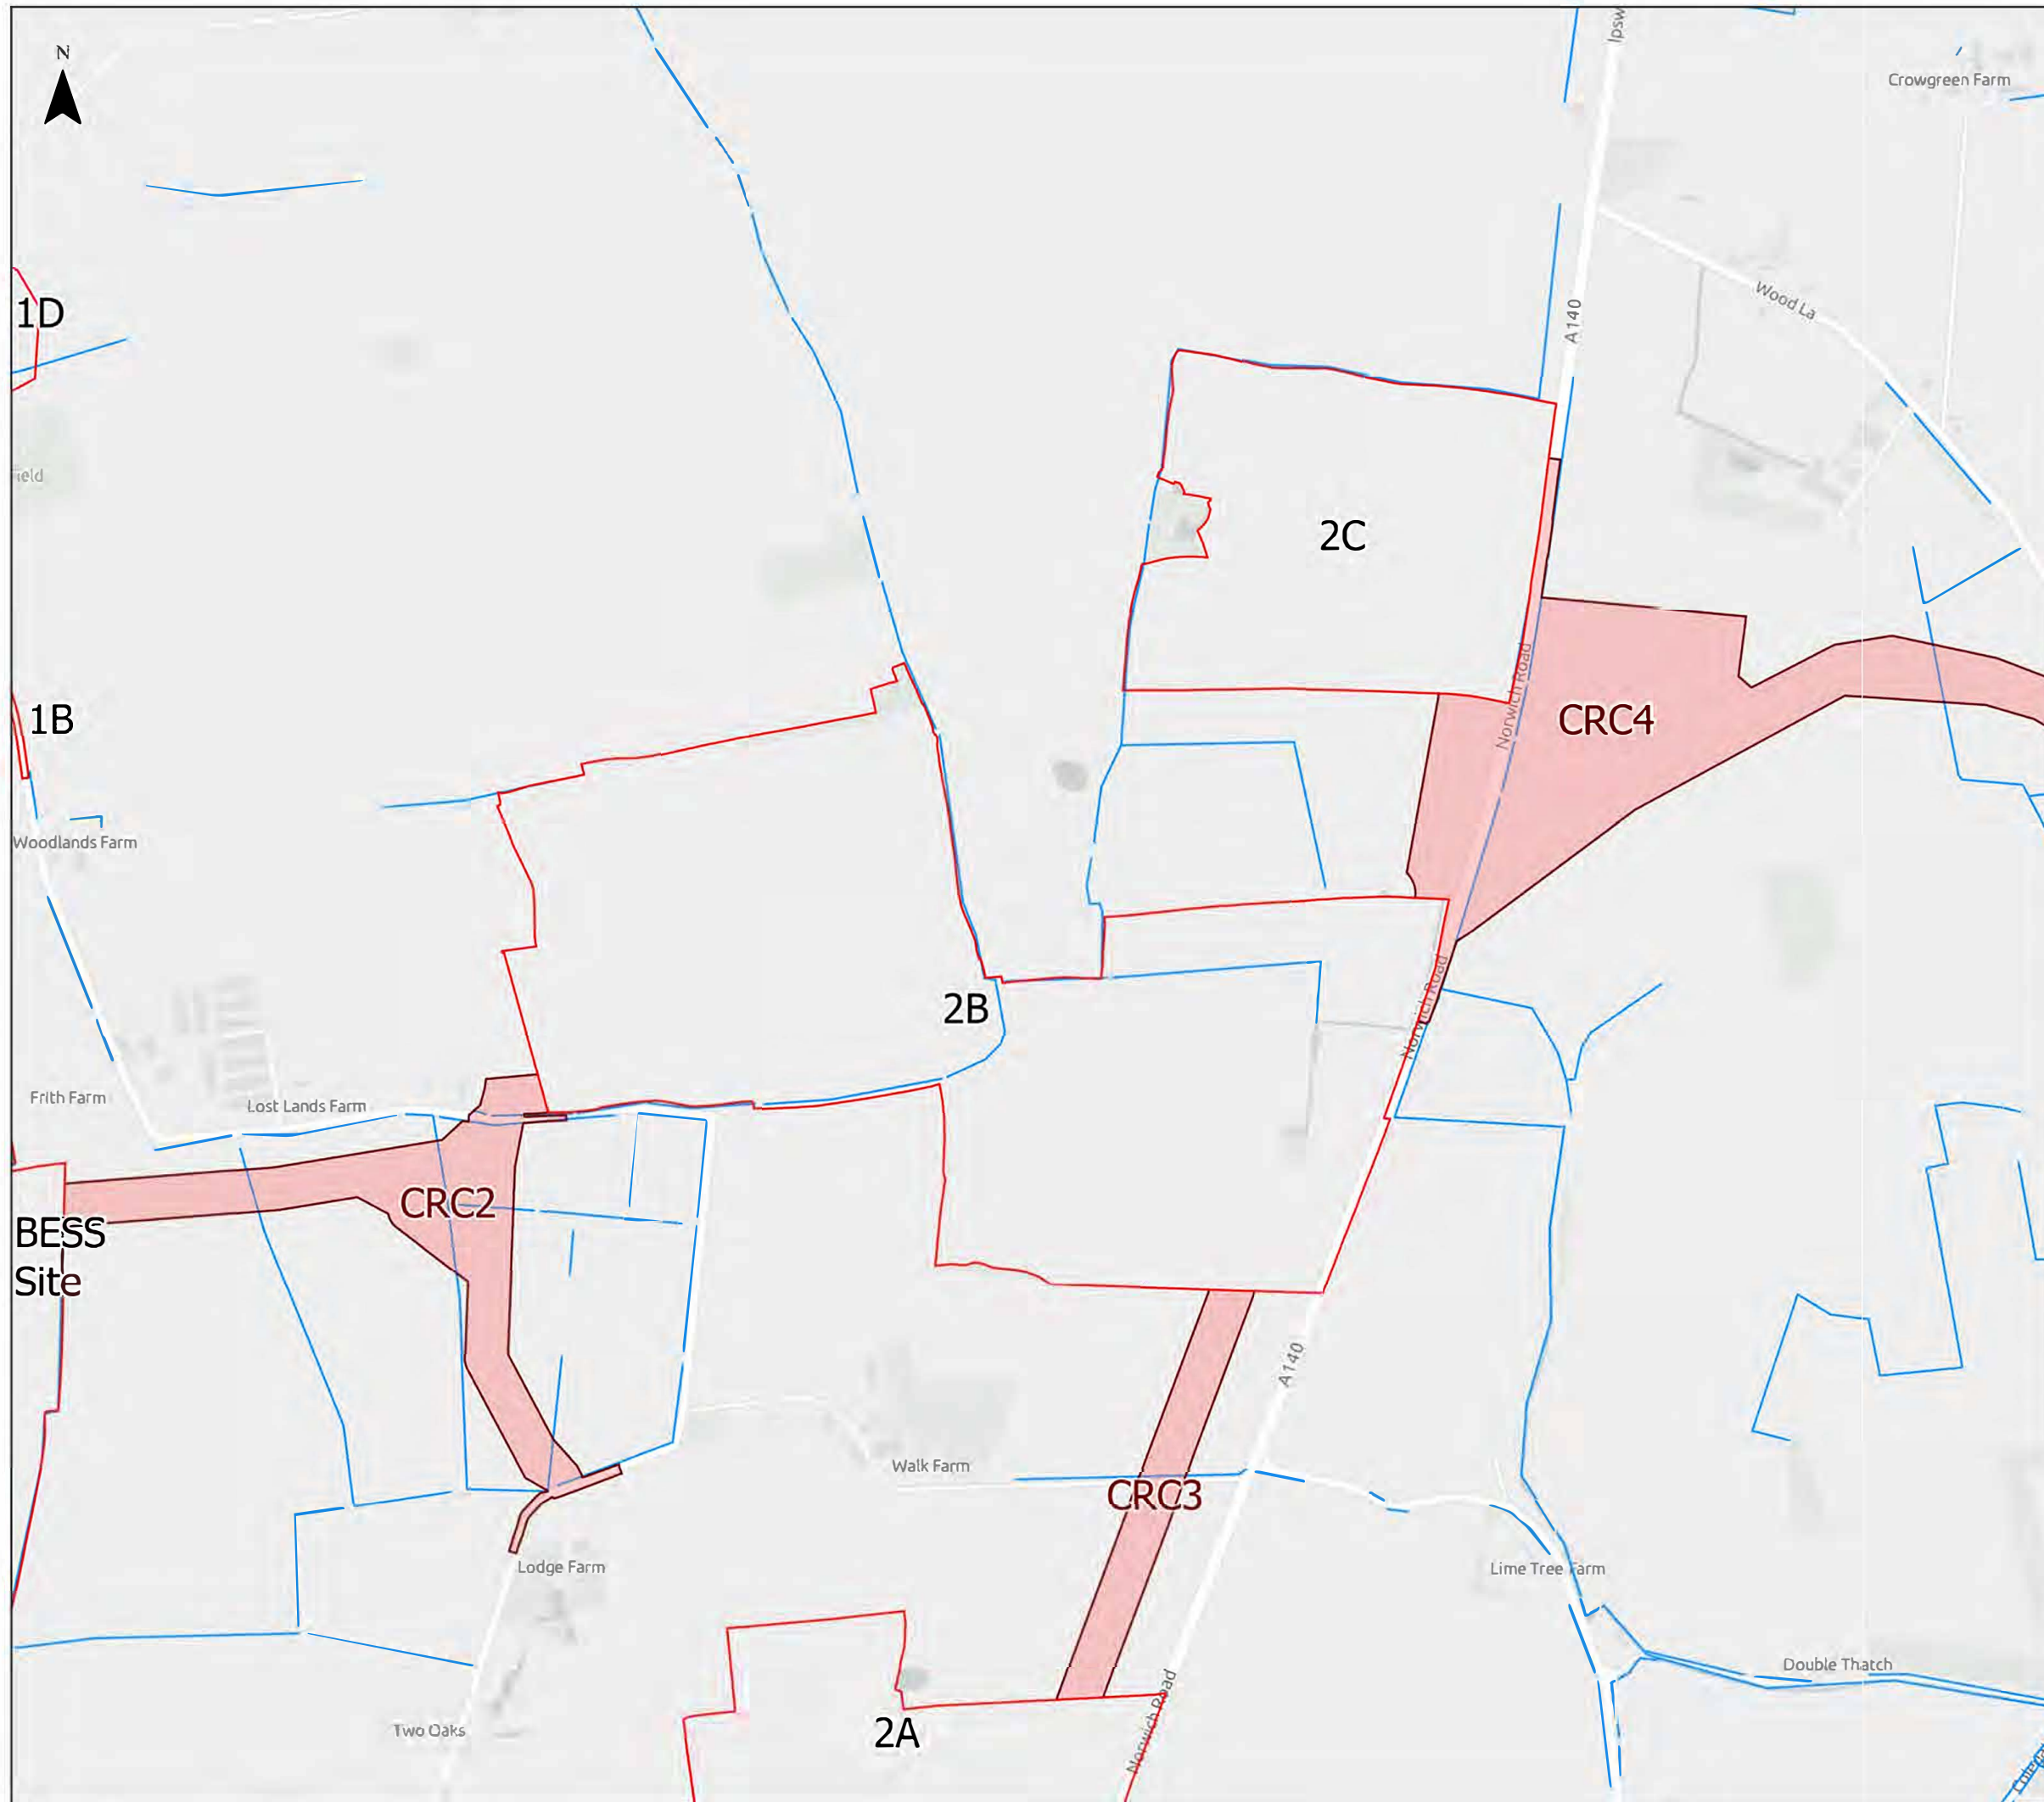 N
Ipsw
Crowgreen Farm
Wood La
1D
A140
ield
2C
1B
Norwich Road
CRC4
Woodlands Farm
2B
Norwich Road
Frith Farm
Lost Lands Farm
CRC2
BESS
Site
A140
Walk Farm
CRC3
Lodge Farm
Lime Tree Farm
Double Thatch
Two Oaks
2A
Norwich Road